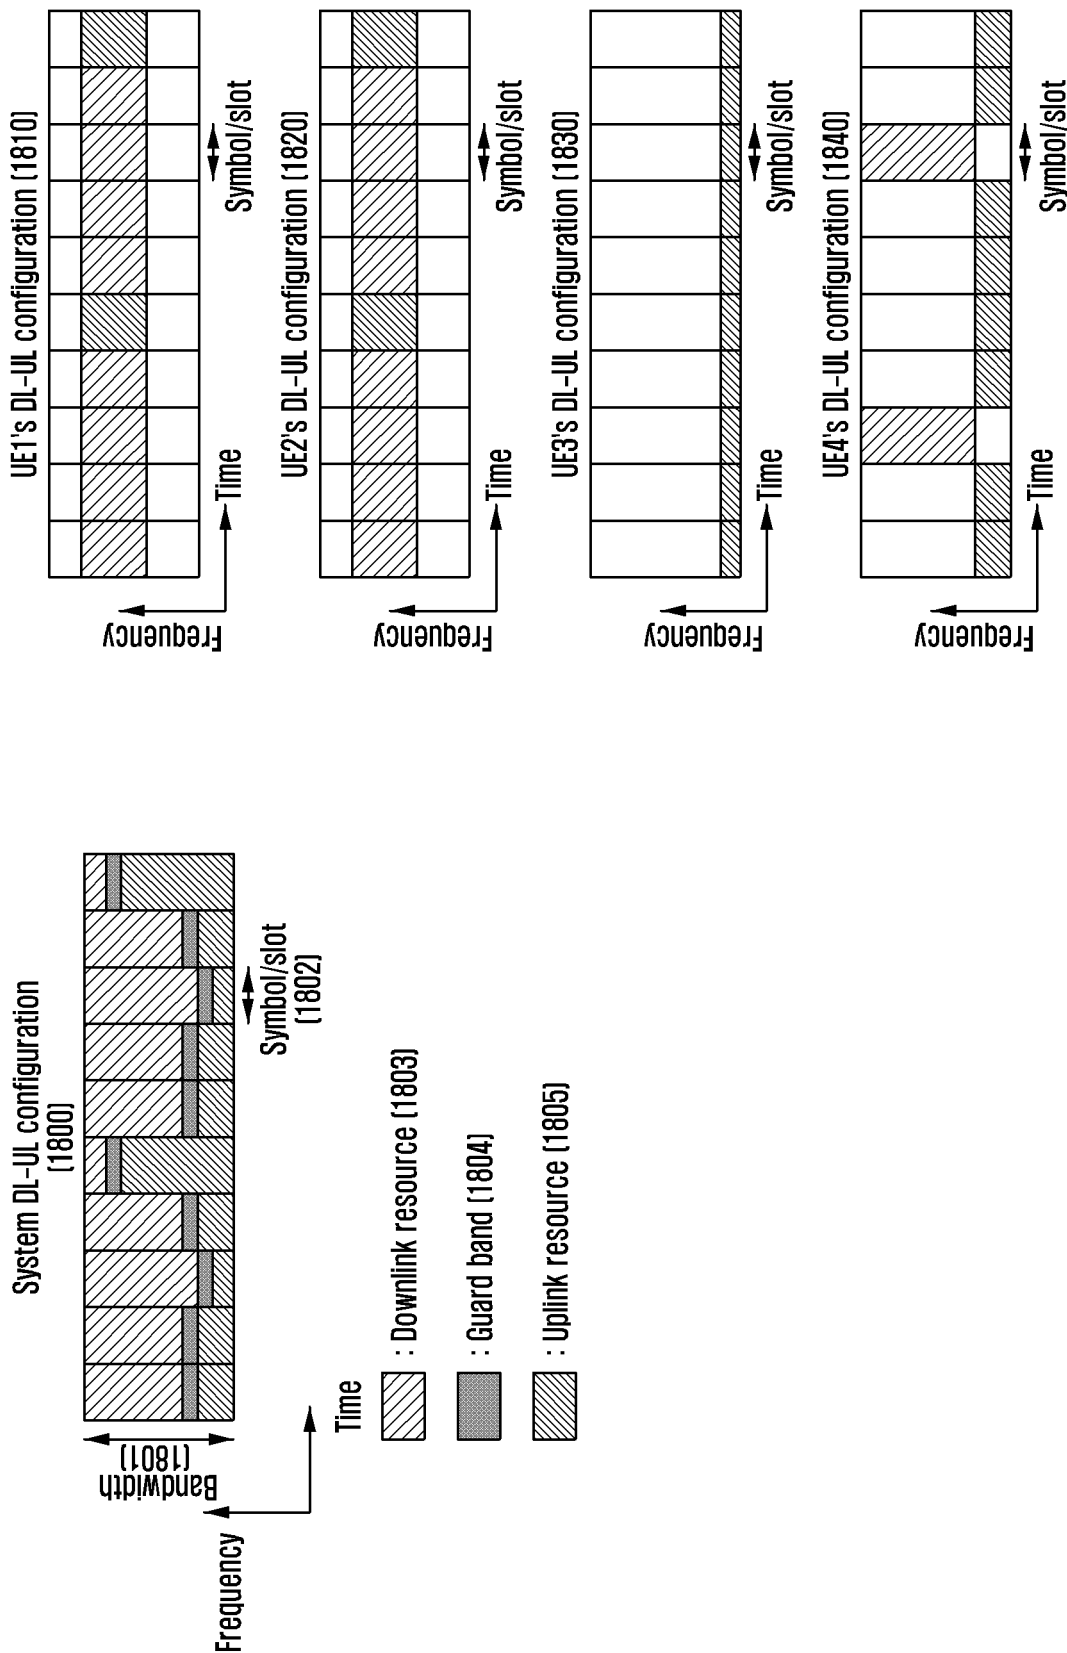 System DL-UL configuration
(1800)
Bandwidth
(1801)
Frequency
Time
Symbol/slot
(1802)
: Downlink resource (1803)
: Guard band (1804)
: Uplink resource (1805)
UE1's DL-UL configuration (1810)
Frequency
Time
Symbol/slot
UE2's DL-UL configuration (1820)
Frequency
Time
Symbol/slot
UE3's DL-UL configuration (1830)
Frequency
Time
Symbol/slot
UE4's DL-UL configuration (1840)
Frequency
Time
Symbol/slot